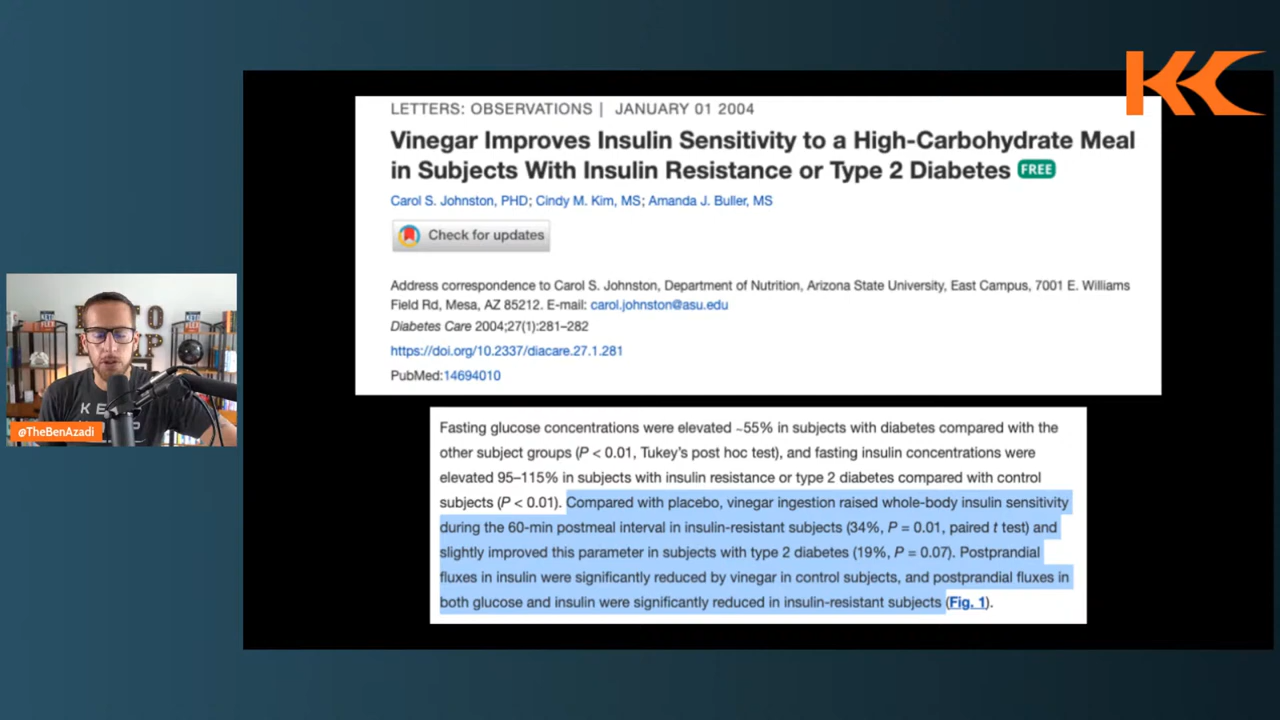 KC
LETTERS: OBSERVATIONS | JANUARY 01 2004
Vinegar Improves Insulin Sensitivity to a High-Carbohydrate Meal
in Subjects With Insulin Resistance or Type 2 Diabetes FREE
Carol S. Johnston, PHD; Cindy M. Kim, MS; Amanda J. Buller, MS
Check for updates
Address correspondence to Carol S. Johnston, Department of Nutrition, Arizona State University, East Campus, 7001 E. Williams
Field Rd, Mesa, AZ 85212. E-mail: carol.johnston@asu.edu
Diabetes Care 2004;27(1):281–282
https://doi.org/10.2337/diacare.27.1.281
PubMed:14694010
Fasting glucose concentrations were elevated ~55% in subjects with diabetes compared with the
other subject groups (P < 0.01, Tukey's post hoc test), and fasting insulin concentrations were
elevated 95–115% in subjects with insulin resistance or type 2 diabetes compared with control
subjects (P < 0.01). Compared with placebo, vinegar ingestion raised whole-body insulin sensitivity
during the 60-min postmeal interval in insulin-resistant subjects (34%, P = 0.01, paired t test) and
slightly improved this parameter in subjects with type 2 diabetes (19%, P = 0.07). Postprandial
fluxes in insulin were significantly reduced by vinegar in control subjects, and postprandial fluxes in
both glucose and insulin were significantly reduced in insulin-resistant subjects (Fig. 1).
@TheBenAzadi